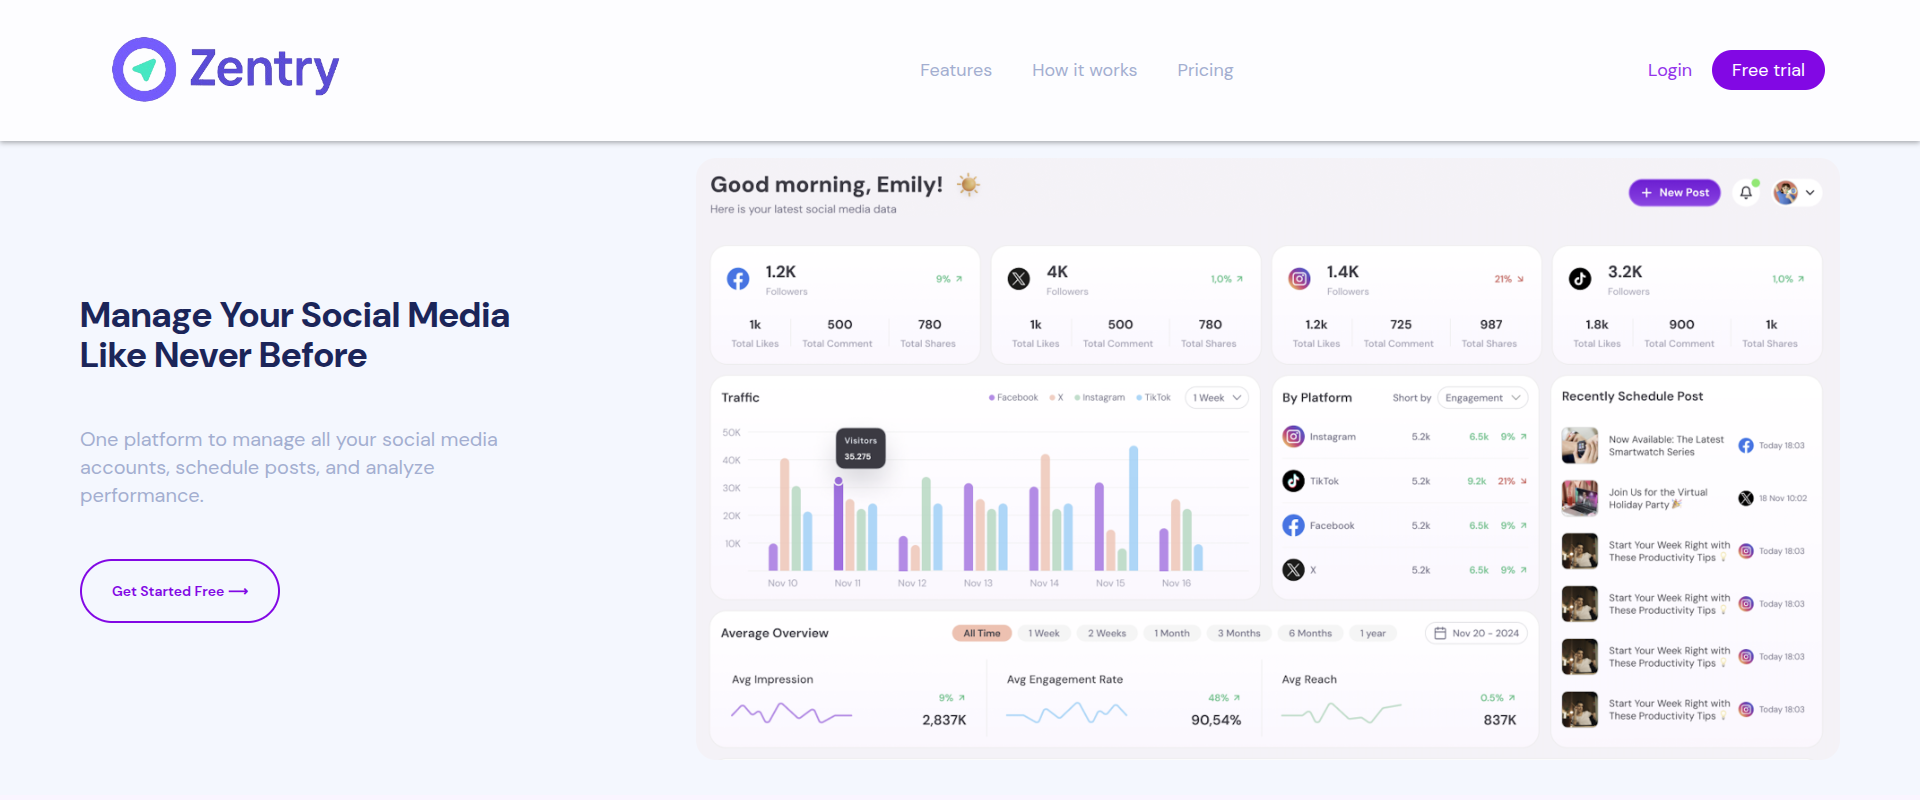 Zentry
Features
How it works
Pricing
Login
Free trial
Manage Your Social Media
Like Never Before
One platform to manage all your social media
accounts, schedule posts, and analyze
performance.
Get Started Free ⟶
Good morning, Emily!
Here is your latest social media data
+ New Post
1.2K
Followers
9%
1k
Total Likes
500
Total Comment
780
Total Shares
4K
Followers
1,0%
1k
Total Likes
500
Total Comment
780
Total Shares
1.4K
Followers
21%
1.2k
Total Likes
725
Total Comment
987
Total Shares
3.2K
Followers
1,0%
1.8k
Total Likes
900
Total Comment
1k
Total Shares
Traffic
Facebook
X
Instagram
TikTok
1 Week
50K
40K
30K
20K
10K
Visitors
35.275
Nov 10
Nov 11
Nov 12
Nov 13
Nov 14
Nov 15
Nov 16
By Platform
Short by
Engagement
Instagram 5.2k 6.5k 9%
TikTok 5.2k 9.2k 21%
Facebook 5.2k 6.5k 9%
X 5.2k 6.5k 9%
Recently Schedule Post
Now Available: The Latest
Smartwatch Series
Today 18:03
Join Us for the Virtual
Holiday Party 🎉
18 Nov 10:02
Start Your Week Right with
These Productivity Tips 💡
Today 18:03
Start Your Week Right with
These Productivity Tips 💡
Today 18:03
Start Your Week Right with
These Productivity Tips 💡
Today 18:03
Start Your Week Right with
These Productivity Tips 💡
Today 18:03
Average Overview
All Time
1 Week
2 Weeks
1 Month
3 Months
6 Months
1 year
Nov 20 - 2024
Avg Impression
9%
2,837K
Avg Engagement Rate
48%
90,54%
Avg Reach
0.5%
837K